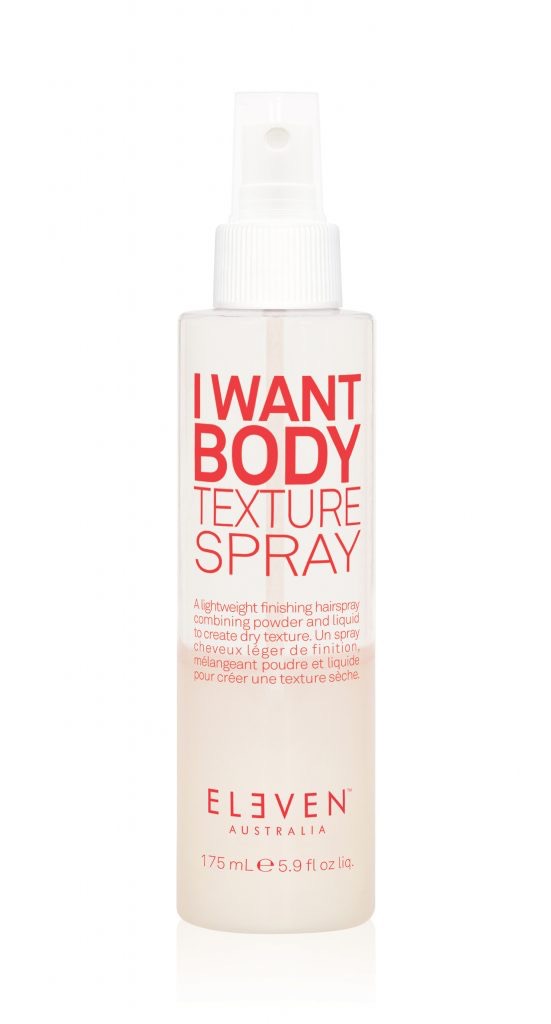 I WANT
BODY
TEXTURE
SPRAY
A lightweight finishing hairspray
combining powder and liquid
to create dry texture. Un spray
cheveux léger de finition,
mélangeant poudre et liquide
pour créer une texture sèche.
ELEVEN™
AUSTRALIA
175 mL ℮ 5.9 fl oz liq.